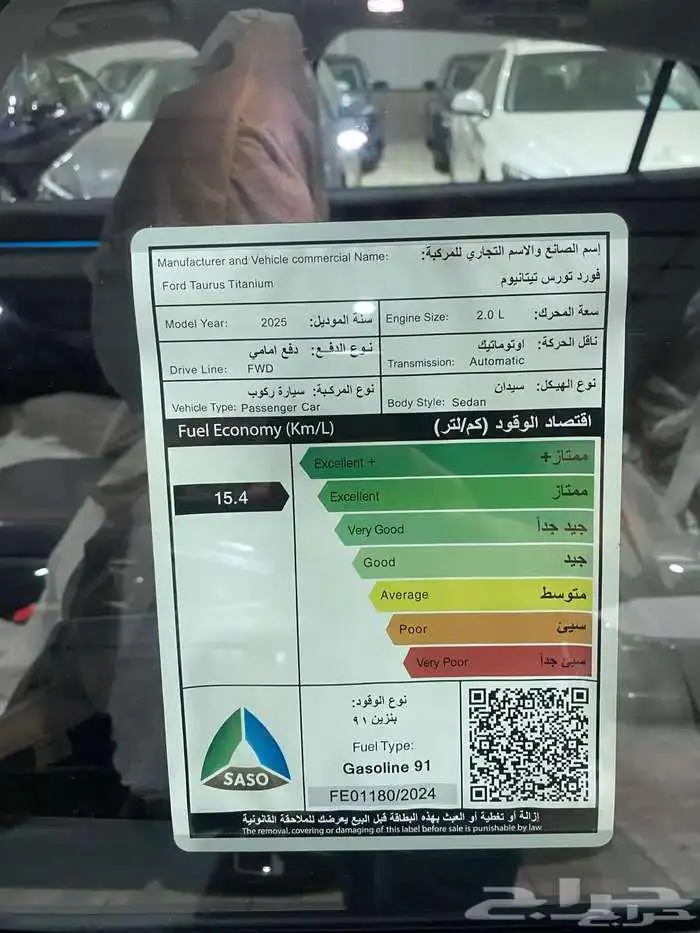 Manufacturer and Vehicle commercial Name: إسم الصانع والاسم التجاري للمركبة:
Ford Taurus Titanium فورد تورس تيتانيوم
Model Year: 2025 سنة الموديل:
Engine Size: 2.0 L سعة المحرك:
نوع الدفع: دفع امامي
Drive Line: FWD
ناقل الحركة: اوتوماتيك
Transmission: Automatic
نوع المركبة: سيارة ركوب
Vehicle Type: Passenger Car
نوع الهيكل: سيدان
Body Style: Sedan
Fuel Economy (Km/L) اقتصاد الوقود (كم/لتر)
Excellent + ممتاز+
15.4
Excellent ممتاز
Very Good جيد جداً
Good جيد
Average متوسط
Poor سيئ
Very Poor سيئ جداً
SASO
نوع الوقود:
بنزين ٩١
Fuel Type:
Gasoline 91
FE01180/2024
إزالة أو تغطية أو العبث بهذه البطاقة قبل البيع يعرضك للملاحقة القانونية
The removal, covering or damaging of this label before sale is punishable by law
حراج
حراج